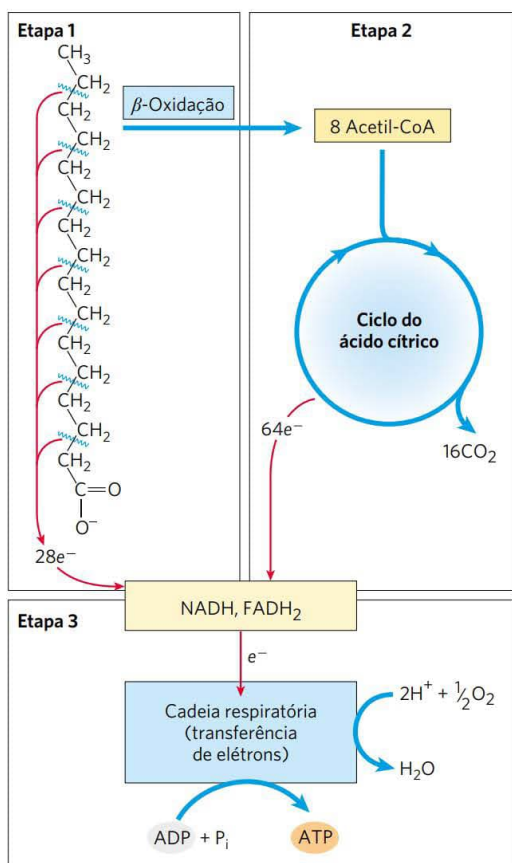 Etapa 1
CH₃
CH₂
CH₂
CH₂
CH₂
CH₂
CH₂
CH₂
CH₂
CH₂
CH₂
CH₂
CH₂
CH₂
CH₂
C=O
O⁻
28e⁻
β-Oxidação
Etapa 2
8 Acetil-CoA
Ciclo do
ácido cítrico
64e⁻
16CO₂
NADH, FADH₂
Etapa 3
e⁻
Cadeia respiratória
(transferência
de elétrons)
2H⁺ + ½O₂
H₂O
ADP + Pᵢ
ATP